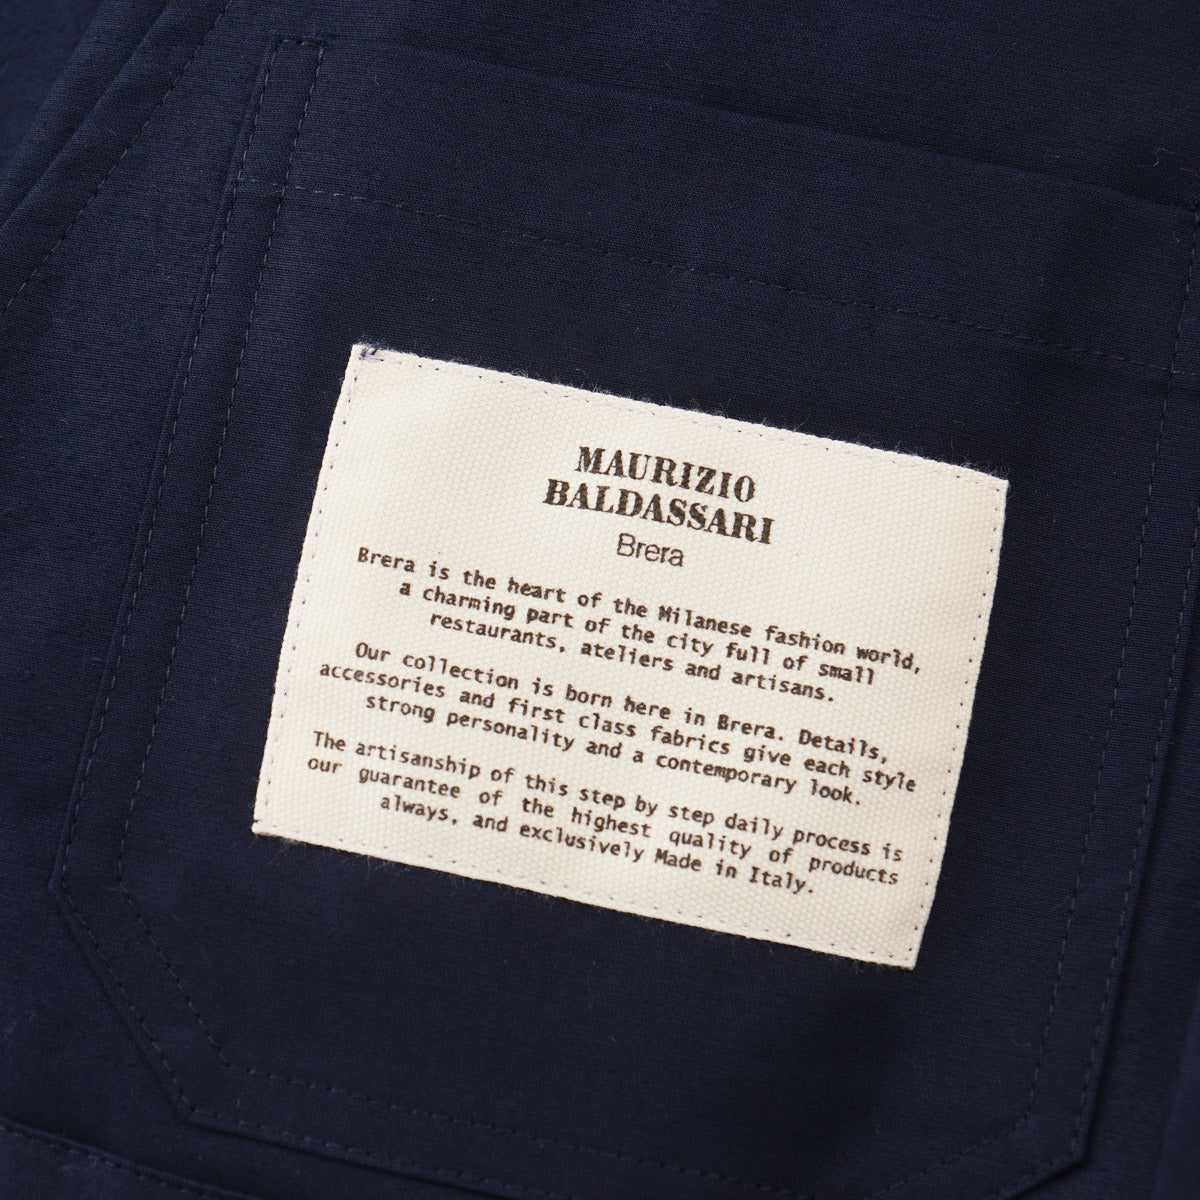 MAURIZIO
BALDASSARI
Brera
Brera is the heart of the Milanese fashion world,
a charming part of the city full of small
restaurants, ateliers and artisans.
Our collection is born here in Brera. Details,
accessories and first class fabrics give each style
strong personality and a contemporary look.
The artisanship of this step by step daily process is
our guarantee of the highest quality of products
always, and exclusively Made in Italy.